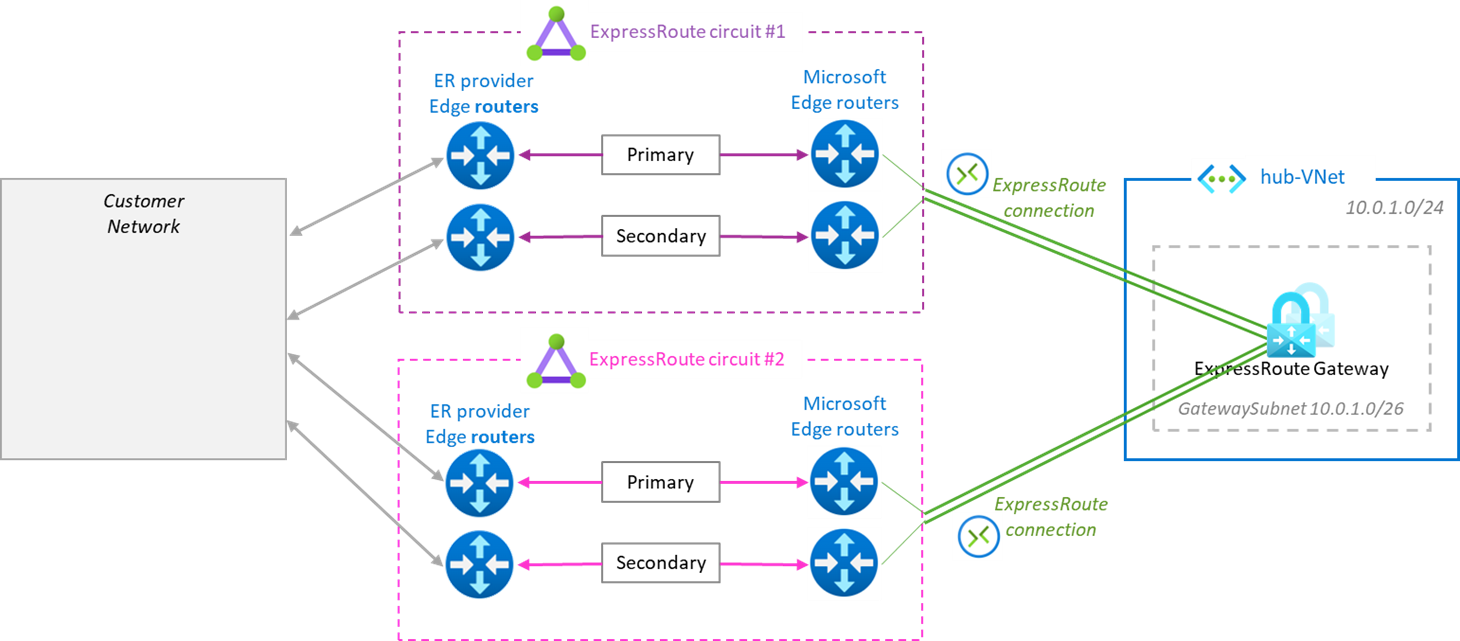 ExpressRoute circuit #1
ER provider
Edge routers
Microsoft
Edge routers
Primary
Secondary
Customer
Network
ExpressRoute
connection
hub-VNet
10.0.1.0/24
ExpressRoute Gateway
GatewaySubnet 10.0.1.0/26
ExpressRoute circuit #2
ER provider
Edge routers
Microsoft
Edge routers
Primary
Secondary
ExpressRoute
connection